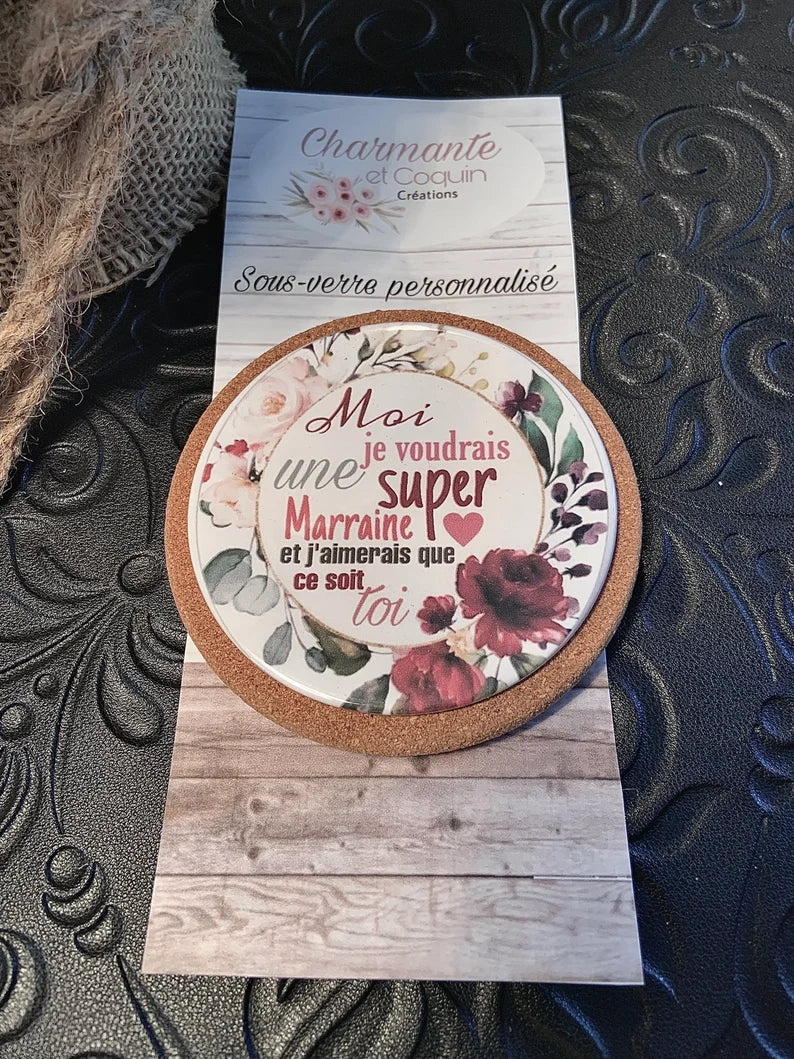 Charmante
et Coquin
Créations
Sous-verre personnalisé
Moi
je voudrais
une super
Marraine
et j'aimerais que
ce soit
toi